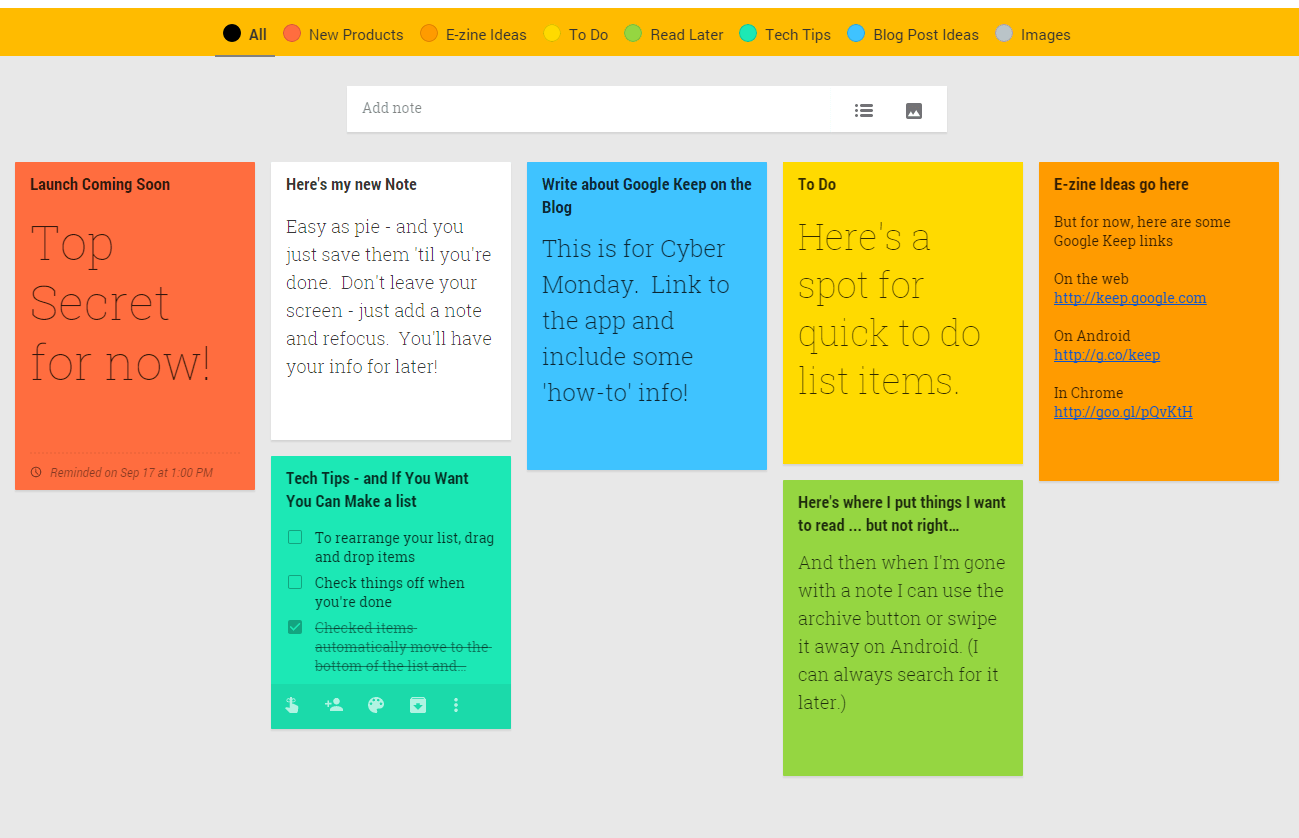 All New Products E-zine Ideas To Do Read Later Tech Tips Blog Post Ideas Images
Add note
Launch Coming Soon
Top
Secret
for now!
Reminded on Sep 17 at 1:00 PM
Here's my new Note
Easy as pie - and you
just save them 'til you're
done.  Don't leave your
screen - just add a note
and refocus.  You'll have
your info for later!
Tech Tips - and If You Want
You Can Make a list
To rearrange your list, drag
and drop items
Check things off when
you're done
Checked items
automatically move to the
bottom of the list and...
Write about Google Keep on the
Blog
This is for Cyber
Monday.  Link to
the app and
include some
'how-to' info!
To Do
Here's a
spot for
quick to do
list items.
Here's where I put things I want
to read ... but not right...
And then when I'm gone
with a note I can use the
archive button or swipe
it away on Android. (I
can always search for it
later.)
E-zine Ideas go here
But for now, here are some
Google Keep links
On the web
http://keep.google.com
On Android
http://g.co/keep
In Chrome
http://goo.gl/pQvKtH